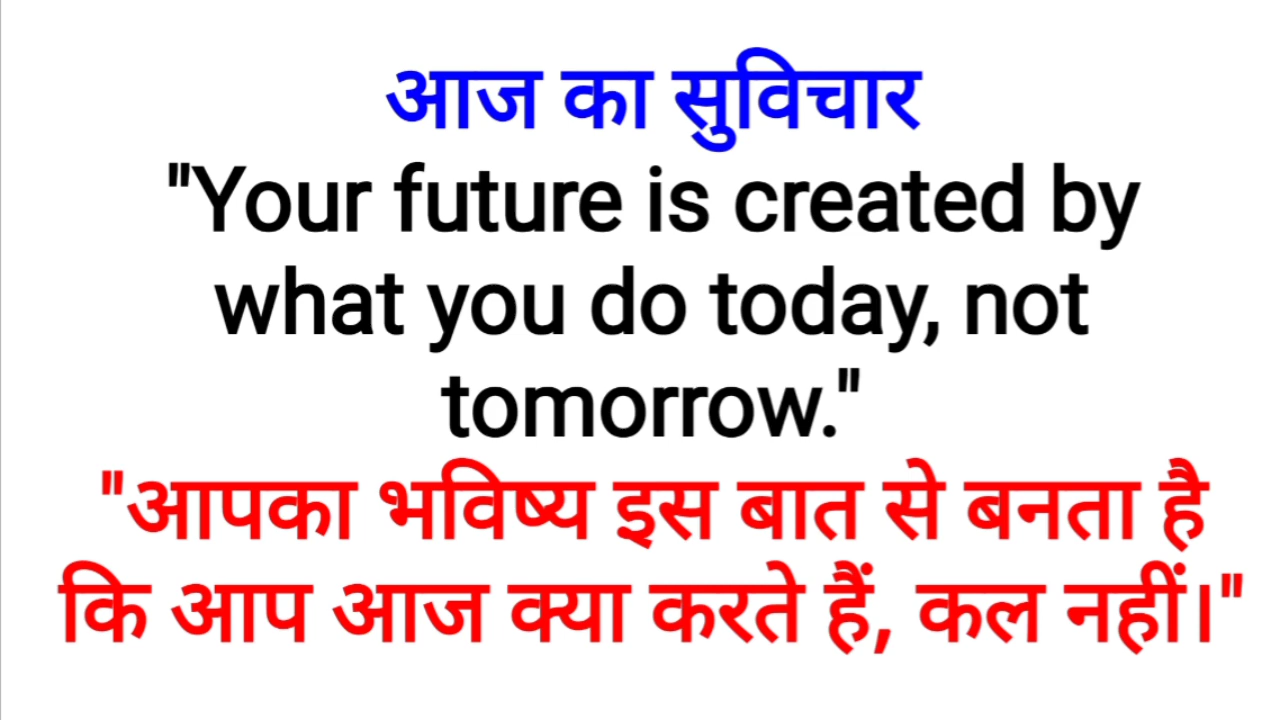 आज का सुविचार
"Your future is created by
what you do today, not
tomorrow."
"आपका भविष्य इस बात से बनता है
कि आप आज क्या करते हैं, कल नहीं।"